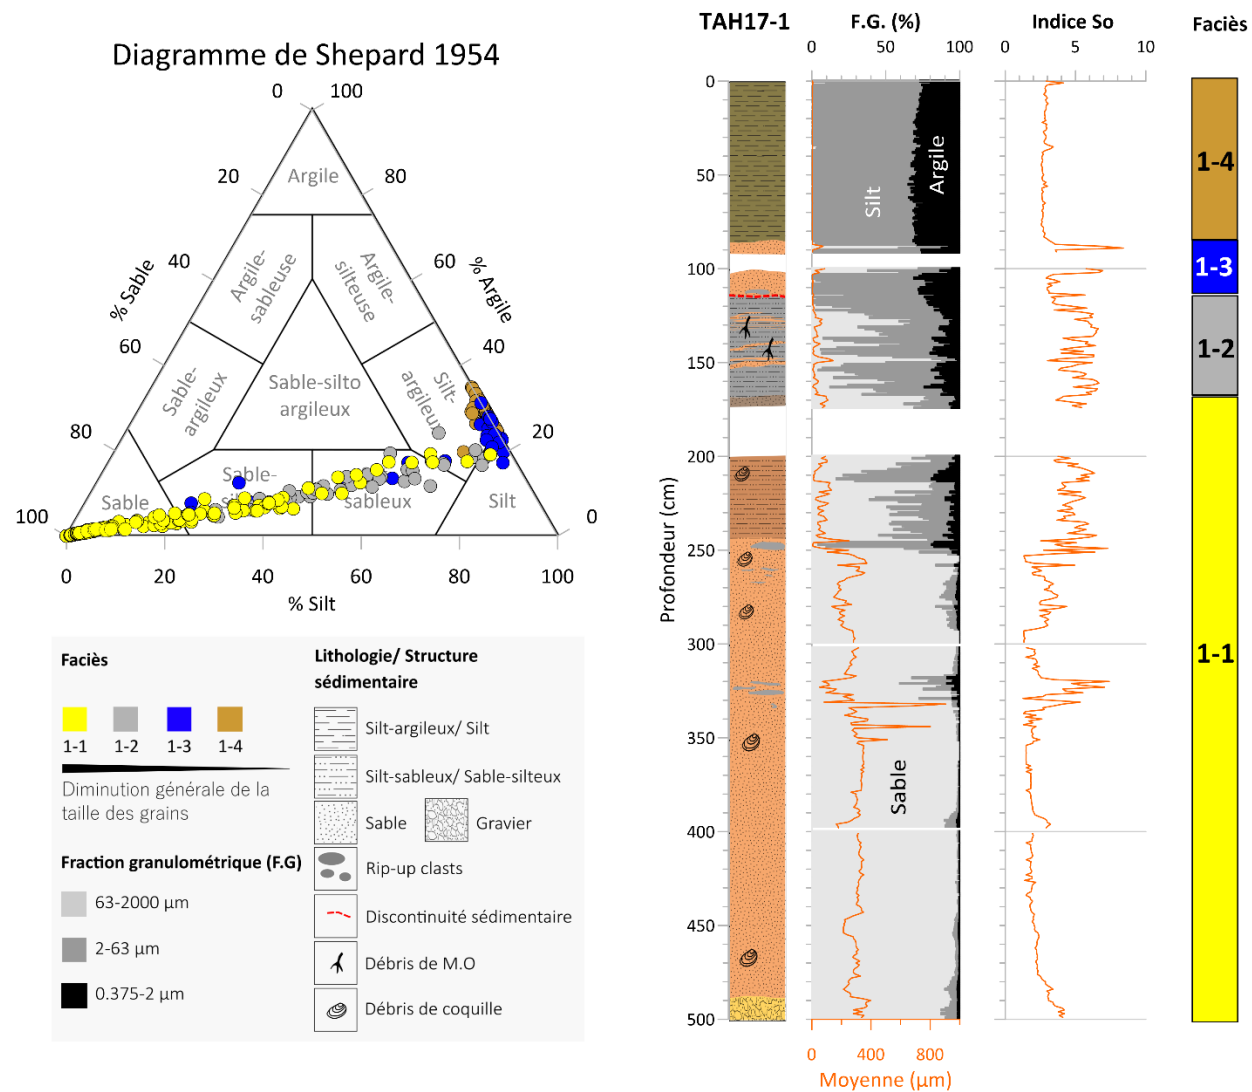 Diagramme de Shepard 1954
0 100
Argile
20 80
Argile-sableuse
Argile-silteuse
% Sable
% Argile
40 60
60 40
Sable-argileux
Sable-silto argileux
Silt-argileux
80 20
Sable
sableux
Silt
100 0
0 20 40 60 80 100
% Silt
Faciès
1-1 1-2 1-3 1-4
Diminution générale de la
taille des grains
Fraction granulométrique (F.G)
63-2000 µm
2-63 µm
0.375-2 µm
Lithologie/ Structure
sédimentaire
Silt-argileux/ Silt
Silt-sableux/ Sable-silteux
Sable Gravier
Rip-up clasts
Discontinuité sédimentaire
Débris de M.O
Débris de coquille
TAH17-1 F.G. (%) Indice So Faciès
0 50 100 0 5 10
Profondeur (cm)
0
50
100
150
200
250
300
350
400
450
500
Silt
Argile
Sable
1-4
1-3
1-2
1-1
0 400 800
Moyenne (µm)